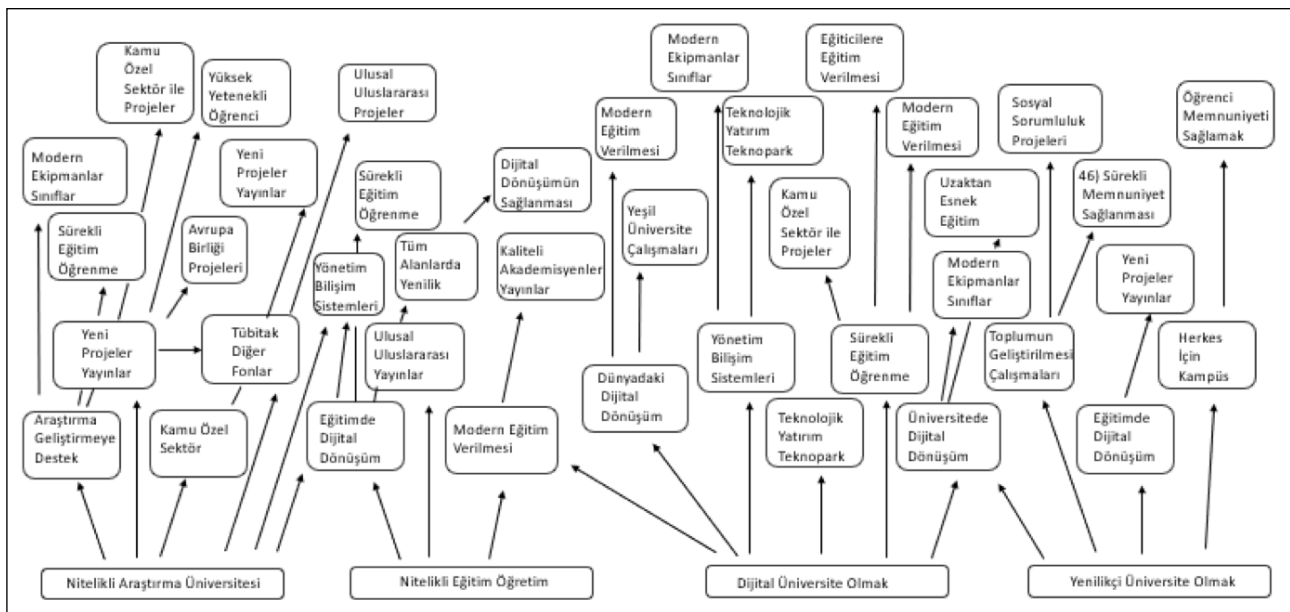 Kamu
Özel
Sektör ile
Projeler
Yüksek
Yetenekli
Öğrenci
Ulusal
Uluslararası
Projeler
Modern
Ekipmanlar
Sınıflar
Eğiticilere
Eğitim
Verilmesi
Modern
Eğitim
Verilmesi
Teknolojik
Yatırım
Teknopark
Modern
Eğitim
Verilmesi
Sosyal
Sorumluluk
Projeleri
Öğrenci
Memnuniyeti
Sağlamak
Modern
Ekipmanlar
Sınıflar
Yeni
Projeler
Yayınlar
Sürekli
Eğitim
Öğrenme
Dijital
Dönüşümün
Sağlanması
Yeşil
Üniversite
Çalışmaları
Kamu
Özel
Sektör ile
Projeler
Uzaktan
Esnek
Eğitim
46) Sürekli
Memnuniyet
Sağlanması
Sürekli
Eğitim
Öğrenme
Avrupa
Birliği
Projeleri
Yönetim
Bilişim
Sistemleri
Tüm
Alanlarda
Yenilik
Kaliteli
Akademisyenler
Yayınlar
Modern
Ekipmanlar
Sınıflar
Yeni
Projeler
Yayınlar
Yeni
Projeler
Yayınlar
Tübitak
Diğer
Fonlar
Ulusal
Uluslararası
Yayınlar
Dünyadaki
Dijital
Dönüşüm
Yönetim
Bilişim
Sistemleri
Sürekli
Eğitim
Öğrenme
Toplumun
Geliştirilmesi
Çalışmaları
Herkes
İçin
Kampüs
Araştırma
Geliştirmeye
Destek
Kamu Özel
Sektör
Eğitimde
Dijital
Dönüşüm
Modern Eğitim
Verilmesi
Teknolojik
Yatırım
Teknopark
Üniversitede
Dijital
Dönüşüm
Eğitimde
Dijital
Dönüşüm
Nitelikli Araştırma Üniversitesi
Nitelikli Eğitim Öğretim
Dijital Üniversite Olmak
Yenilikçi Üniversite Olmak